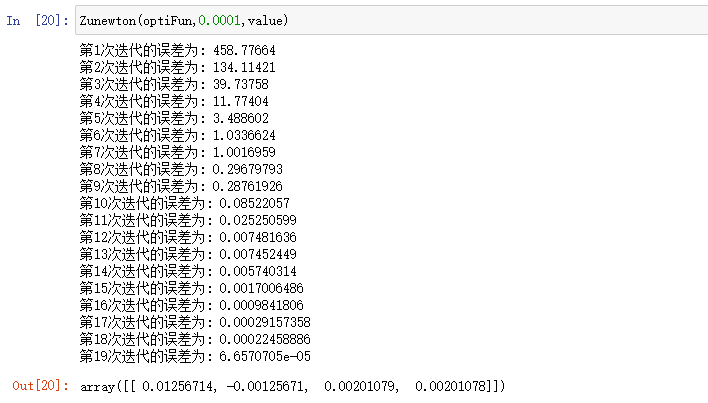 In [20]: Zunewton(optiFun,0.0001,value)
第1次迭代的误差为: 458.77664
第2次迭代的误差为: 134.11421
第3次迭代的误差为: 39.73758
第4次迭代的误差为: 11.77404
第5次迭代的误差为: 3.488602
第6次迭代的误差为: 1.0336624
第7次迭代的误差为: 1.0016959
第8次迭代的误差为: 0.29679793
第9次迭代的误差为: 0.28761926
第10次迭代的误差为: 0.08522057
第11次迭代的误差为: 0.025250599
第12次迭代的误差为: 0.007481636
第13次迭代的误差为: 0.007452449
第14次迭代的误差为: 0.005740314
第15次迭代的误差为: 0.0017006486
第16次迭代的误差为: 0.0009841806
第17次迭代的误差为: 0.00029157358
第18次迭代的误差为: 0.00022458886
第19次迭代的误差为: 6.6570705e-05
Out[20]: array([[ 0.01256714, -0.00125671,  0.00201079,  0.00201078]])